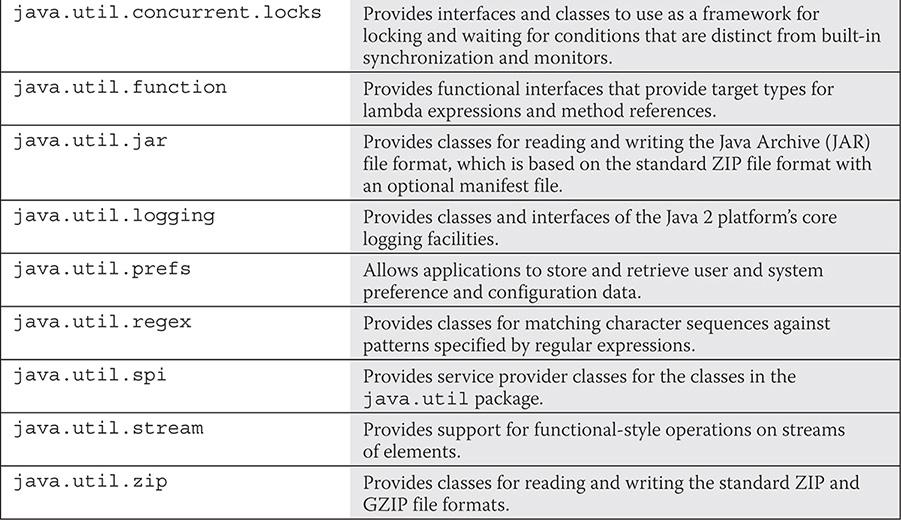 java.util.concurrent.locks
Provides interfaces and classes to use as a framework for
locking and waiting for conditions that are distinct from built-in
synchronization and monitors.
java.util.function
Provides functional interfaces that provide target types for
lambda expressions and method references.
java.util.jar
Provides classes for reading and writing the Java Archive (JAR)
file format, which is based on the standard ZIP file format with
an optional manifest file.
java.util.logging
Provides classes and interfaces of the Java 2 platform’s core
logging facilities.
java.util.prefs
Allows applications to store and retrieve user and system
preference and configuration data.
java.util.regex
Provides classes for matching character sequences against
patterns specified by regular expressions.
java.util.spi
Provides service provider classes for the classes in the
java.util package.
java.util.stream
Provides support for functional-style operations on streams
of elements.
java.util.zip
Provides classes for reading and writing the standard ZIP and
GZIP file formats.